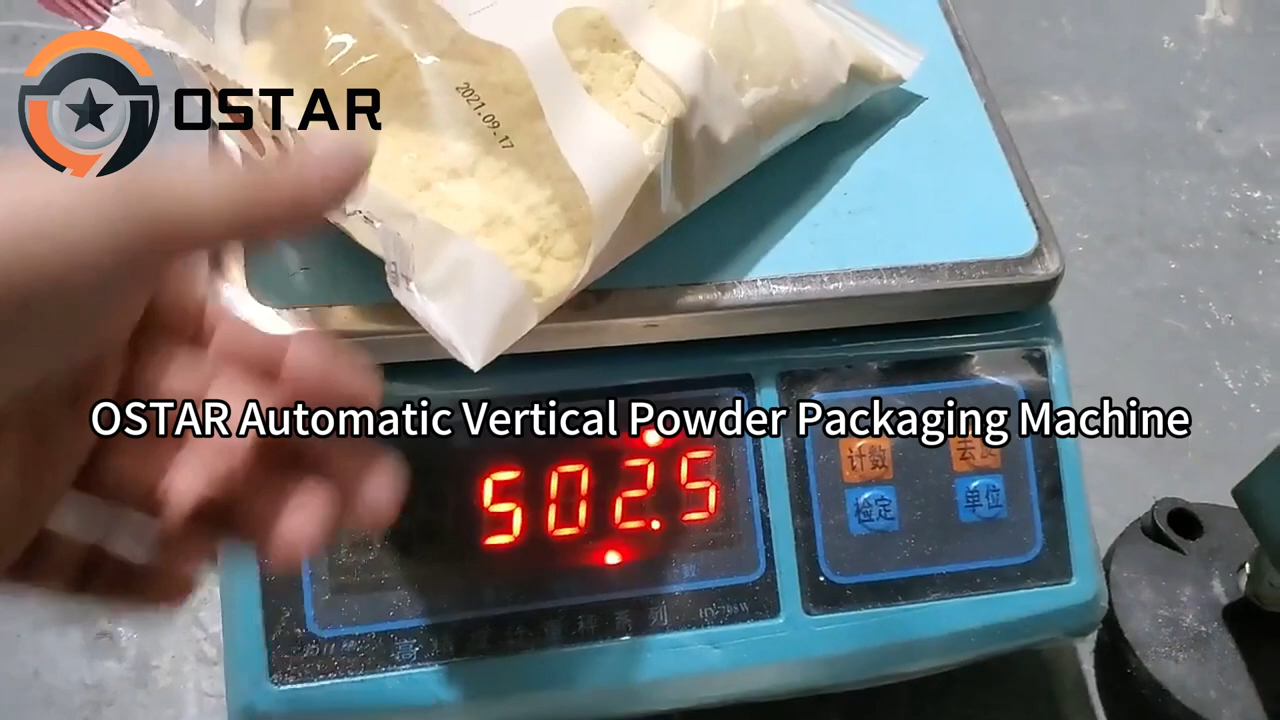 OSTAR
2021.09.17
OSTAR Automatic Vertical Powder Packaging Machine
502.5
计数
去皮
检定
单位
数